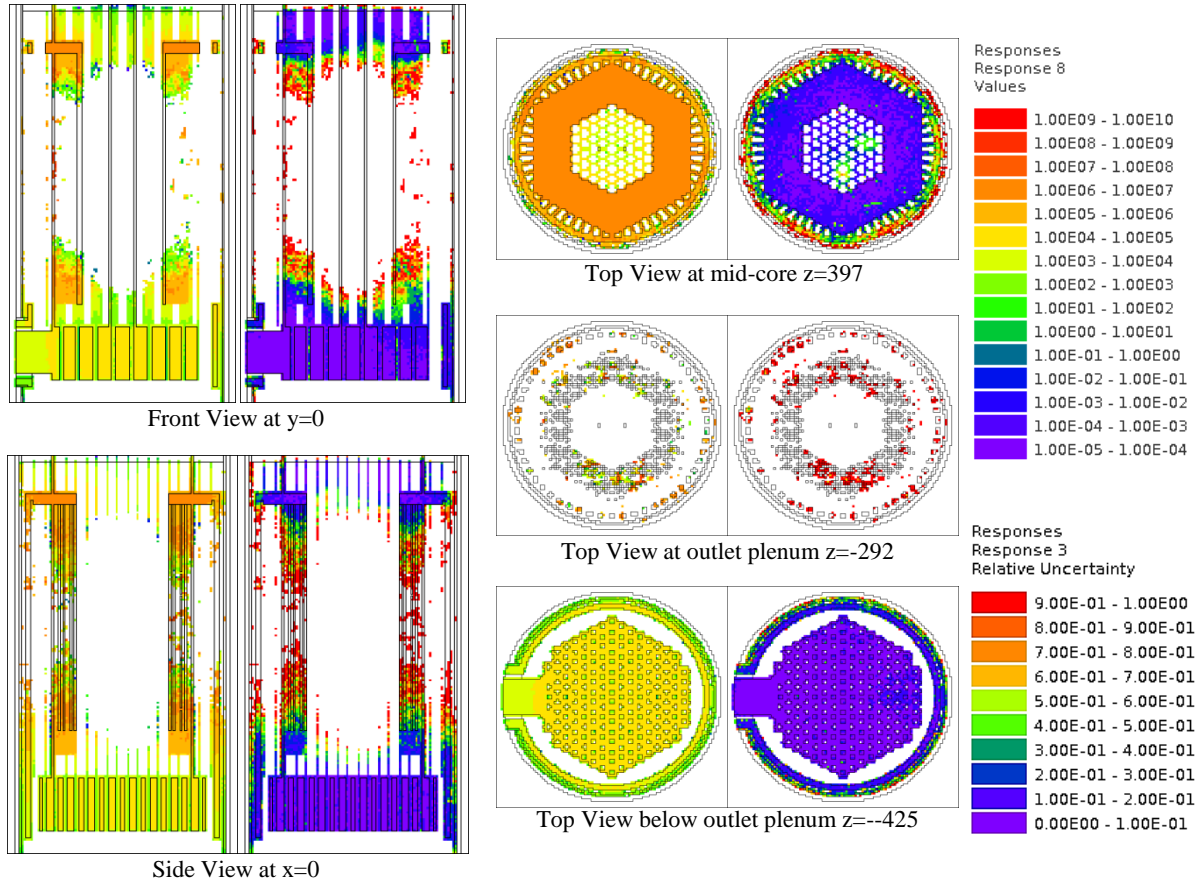 Front View at y=0
Side View at x=0
Top View at mid-core z=397
Top View at outlet plenum z=-292
Top View below outlet plenum z=--425
Responses
Response 8
Values
1.00E09 - 1.00E10
1.00E08 - 1.00E09
1.00E07 - 1.00E08
1.00E06 - 1.00E07
1.00E05 - 1.00E06
1.00E04 - 1.00E05
1.00E03 - 1.00E04
1.00E02 - 1.00E03
1.00E01 - 1.00E02
1.00E00 - 1.00E01
1.00E-01 - 1.00E00
1.00E-02 - 1.00E-01
1.00E-03 - 1.00E-02
1.00E-04 - 1.00E-03
1.00E-05 - 1.00E-04
Responses
Response 3
Relative Uncertainty
9.00E-01 - 1.00E00
8.00E-01 - 9.00E-01
7.00E-01 - 8.00E-01
6.00E-01 - 7.00E-01
5.00E-01 - 6.00E-01
4.00E-01 - 5.00E-01
3.00E-01 - 4.00E-01
2.00E-01 - 3.00E-01
1.00E-01 - 2.00E-01
0.00E00 - 1.00E-01